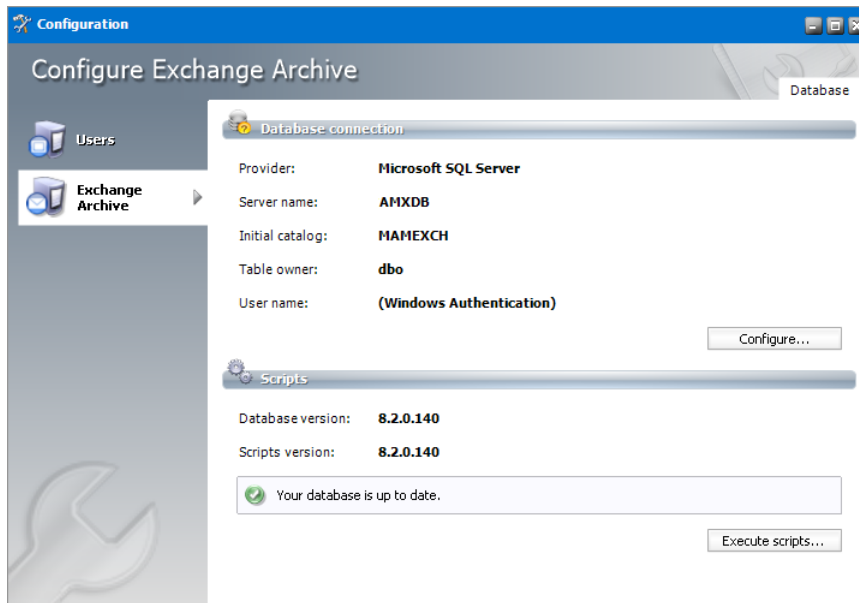 Configuration
Configure Exchange Archive
Database
Users
Exchange
Archive
Database connection
Provider: Microsoft SQL Server
Server name: AMXDB
Initial catalog: MAMEXCH
Table owner: dbo
User name: (Windows Authentication)
Configure...
Scripts
Database version: 8.2.0.140
Scripts version: 8.2.0.140
Your database is up to date.
Execute scripts...